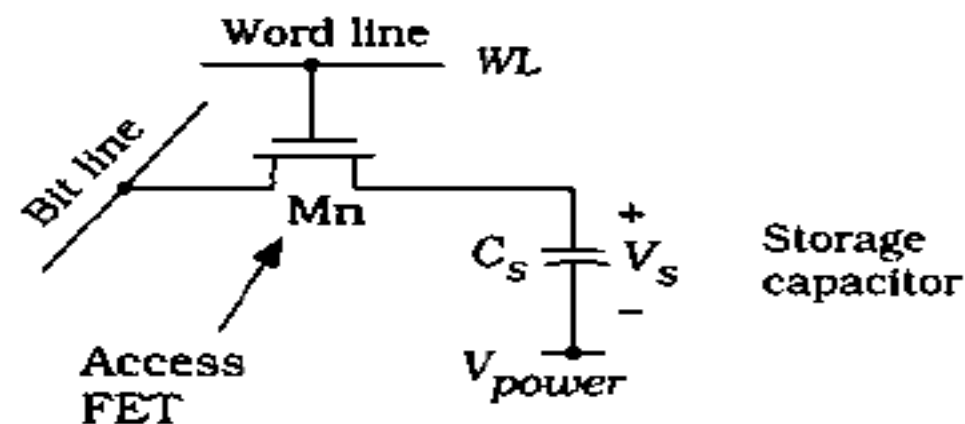 Word line
WL
Bit line
Mn
+
C_s
V_s
Storage
capacitor
–
V_power
Access
FET